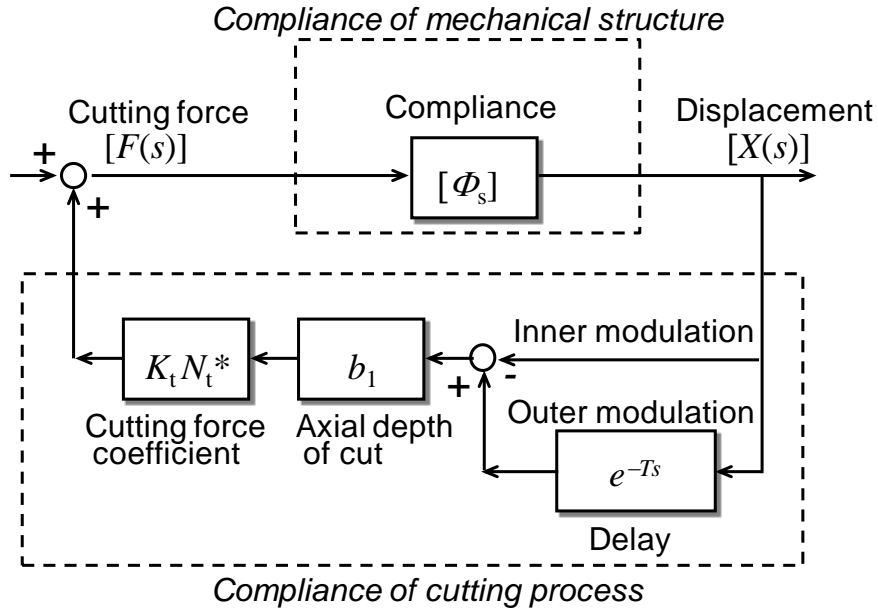 Compliance of mechanical structure
Cutting force
[F(s)]
Compliance
Displacement
[X(s)]
+
+
[Φs]
Inner modulation
KtNt*
b1
+
-
Outer modulation
Cutting force
coefficient
Axial depth
of cut
e−Ts
Delay
Compliance of cutting process